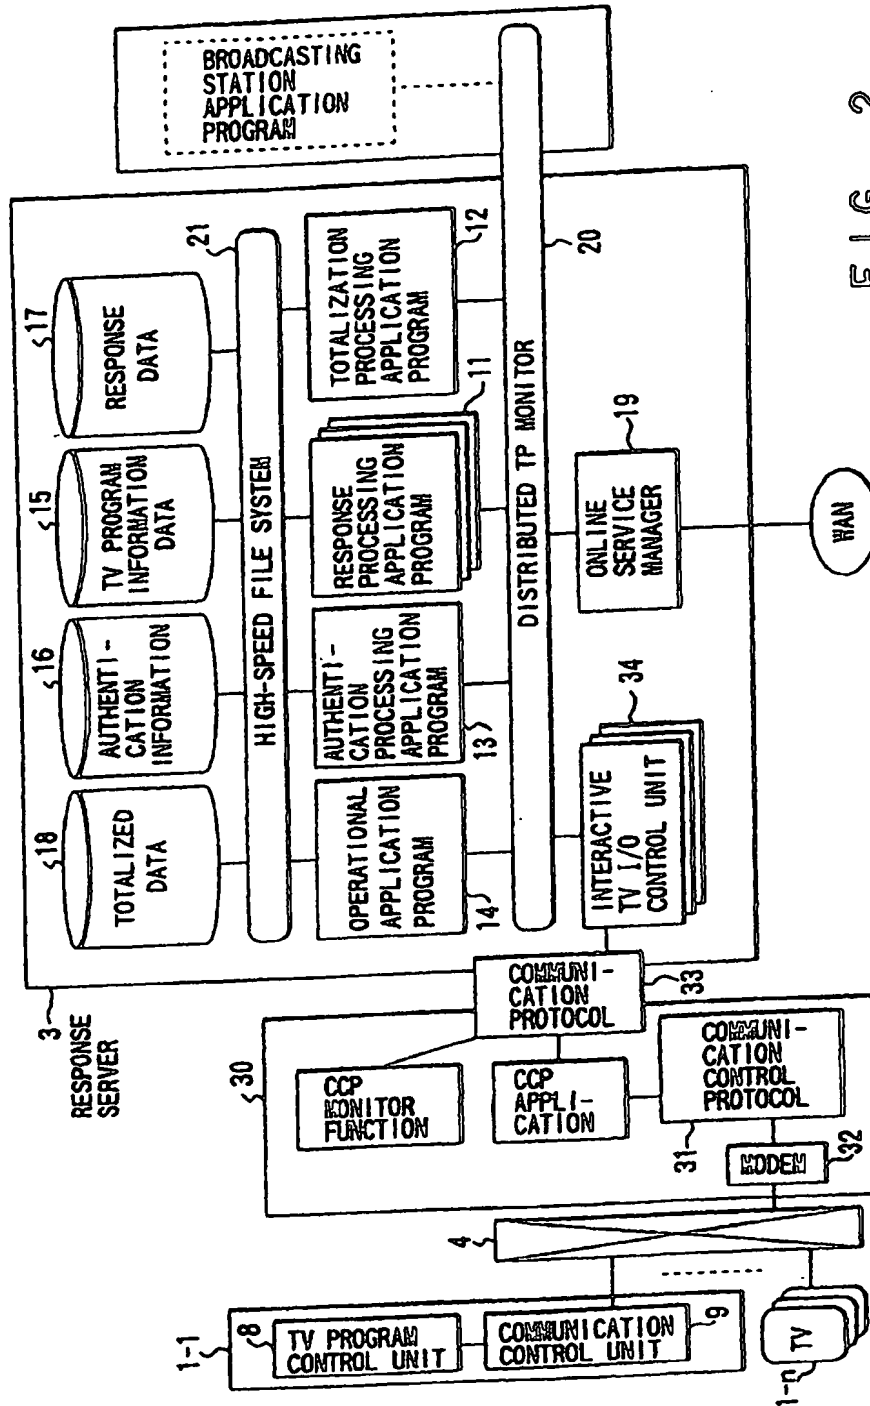 FIG 2
BROADCASTING
STATION
APPLICATION
PROGRAM
3
RESPONSE
SERVER
18
TOTALIZED
DATA
16
AUTHENTI-
CATION
INFORMATION
15
TV PROGRAM
INFORMATION
DATA
17
RESPONSE
DATA
21
HIGH-SPEED FILE SYSTEM
OPERATIONAL
APPLICATION
PROGRAM
14
AUTHENTI-
CATION
PROCESSING
APPLICATION
PROGRAM
13
RESPONSE
PROCESSING
APPLICATION
PROGRAM
11
TOTALIZATION
PROCESSING
APPLICATION
PROGRAM
12
DISTRIBUTED TP MONITOR
20
INTERACTIVE
TV I/O
CONTROL UNIT
34
ONLINE
SERVICE
MANAGER
19
WAN
30
COMMUNI-
CATION
PROTOCOL
33
CCP
MONITOR
FUNCTION
CCP
APPLI-
CATION
COMMUNI-
CATION
CONTROL
PROTOCOL
31
MODEM
32
4
1-1
8
TV PROGRAM
CONTROL UNIT
COMMUNICATION
CONTROL UNIT
9
TV
1-n